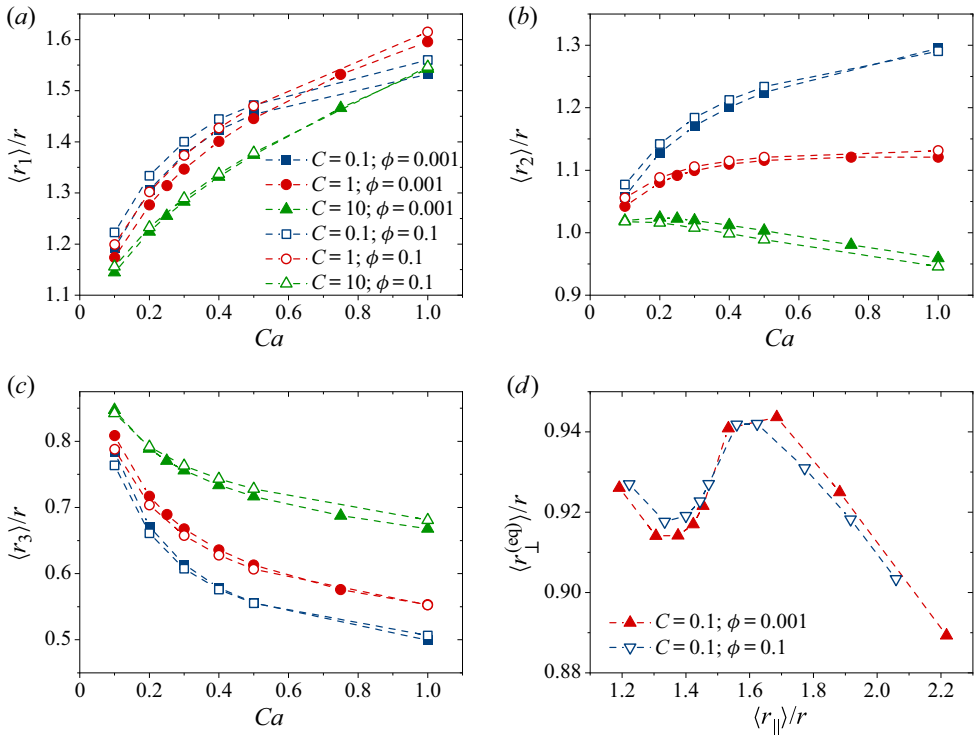 (a)
⟨r₁⟩/r
1.6
1.5
1.4
1.3
1.2
1.1
0 0.2 0.4 0.6 0.8 1.0
Ca
C = 0.1; ϕ = 0.001
C = 1; ϕ = 0.001
C = 10; ϕ = 0.001
C = 0.1; ϕ = 0.1
C = 1; ϕ = 0.1
C = 10; ϕ = 0.1
(b)
⟨r₂⟩/r
1.3
1.2
1.1
1.0
0.9
0 0.2 0.4 0.6 0.8 1.0
Ca
(c)
⟨r₃⟩/r
0.8
0.7
0.6
0.5
0 0.2 0.4 0.6 0.8 1.0
Ca
(d)
⟨r⊥^(eq)⟩/r
0.94
0.92
0.90
0.88
1.2 1.4 1.6 1.8 2.0 2.2
⟨r∥⟩/r
C = 0.1; ϕ = 0.001
C = 0.1; ϕ = 0.1